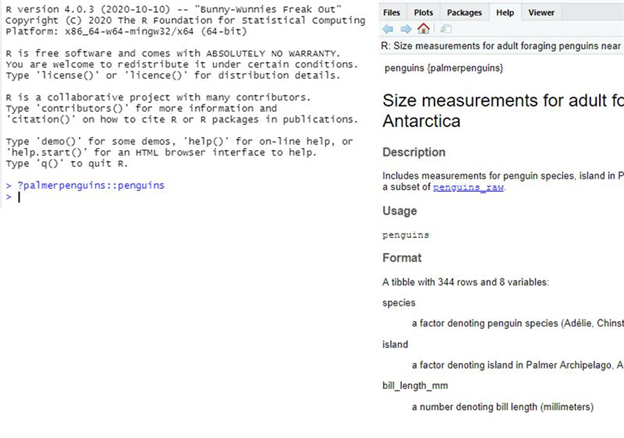 R version 4.0.3 (2020-10-10) -- "Bunny-Wunnies Freak Out"
Copyright (C) 2020 The R Foundation for Statistical Computing
Platform: x86_64-w64-mingw32/x64 (64-bit)
R is free software and comes with ABSOLUTELY NO WARRANTY.
You are welcome to redistribute it under certain conditions.
Type 'license()' or 'licence()' for distribution details.
R is a collaborative project with many contributors.
Type 'contributors()' for more information and
'citation()' on how to cite R or R packages in publications.
Type 'demo()' for some demos, 'help()' for on-line help, or
'help.start()' for an HTML browser interface to help.
Type 'q()' to quit R.
> ?palmerpenguins::penguins
>
Files Plots Packages Help Viewer
R: Size measurements for adult foraging penguins near
penguins {palmerpenguins}
Size measurements for adult fo
Antarctica
Description
Includes measurements for penguin species, island in P
a subset of penguins_raw.
Usage
penguins
Format
A tibble with 344 rows and 8 variables:
species
a factor denoting penguin species (Adélie, Chinst
island
a factor denoting island in Palmer Archipelago, A
bill_length_mm
a number denoting bill length (millimeters)